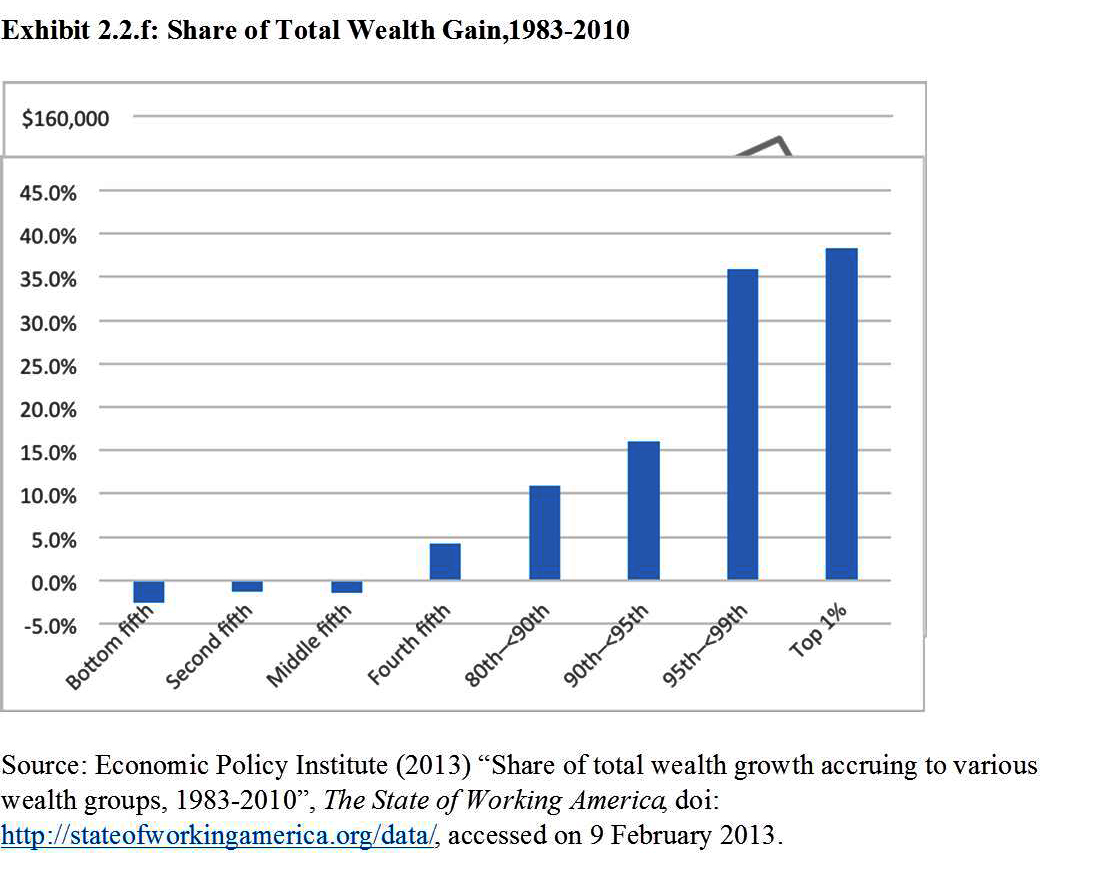 Exhibit 2.2.f: Share of Total Wealth Gain,1983-2010
$160,000
45.0%
40.0%
35.0%
30.0%
25.0%
20.0%
15.0%
10.0%
5.0%
0.0%
-5.0%
Bottom fifth
Second fifth
Middle fifth
Fourth fifth
80th–<90th
90th–<95th
95th–<99th
Top 1%
Source: Economic Policy Institute (2013) “Share of total wealth growth accruing to various
wealth groups, 1983-2010”, The State of Working America, doi:
http://stateofworkingamerica.org/data/, accessed on 9 February 2013.